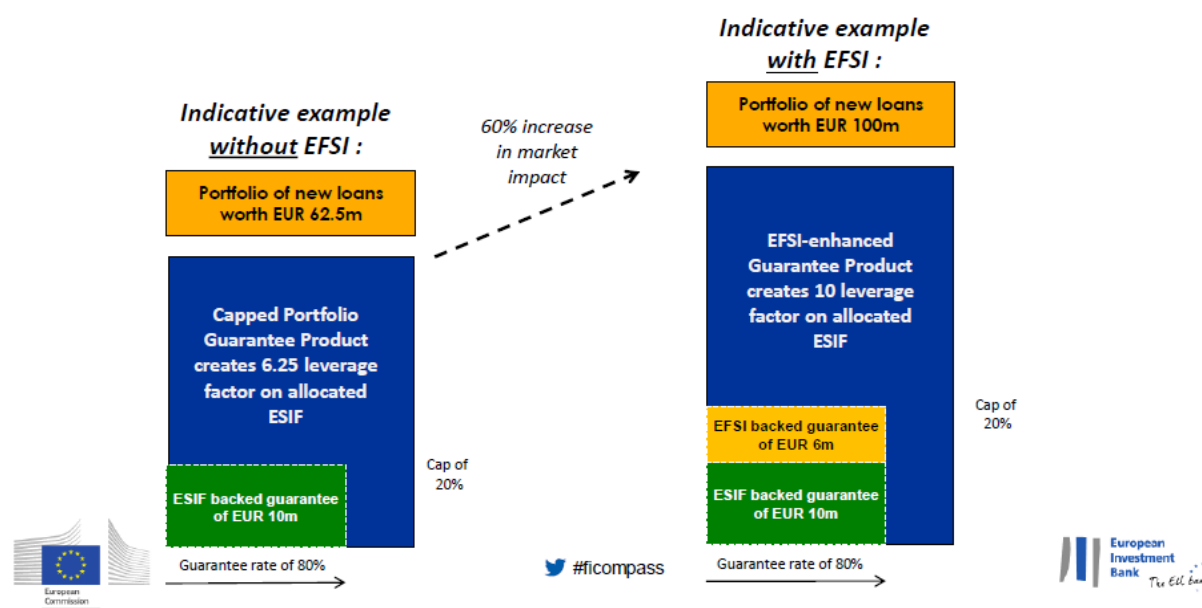 Indicative example
without EFSI :
Portfolio of new loans
worth EUR 62.5m
Capped Portfolio
Guarantee Product
creates 6.25 leverage
factor on allocated
ESIF
ESIF backed guarantee
of EUR 10m
Cap of
20%
Guarantee rate of 80%
60% increase
in market
impact
Indicative example
with EFSI :
Portfolio of new loans
worth EUR 100m
EFSI-enhanced
Guarantee Product
creates 10 leverage
factor on allocated
ESIF
EFSI backed guarantee
of EUR 6m
ESIF backed guarantee
of EUR 10m
Cap of
20%
Guarantee rate of 80%
European
Commission
#ficompass
European
Investment
Bank
The EU ban